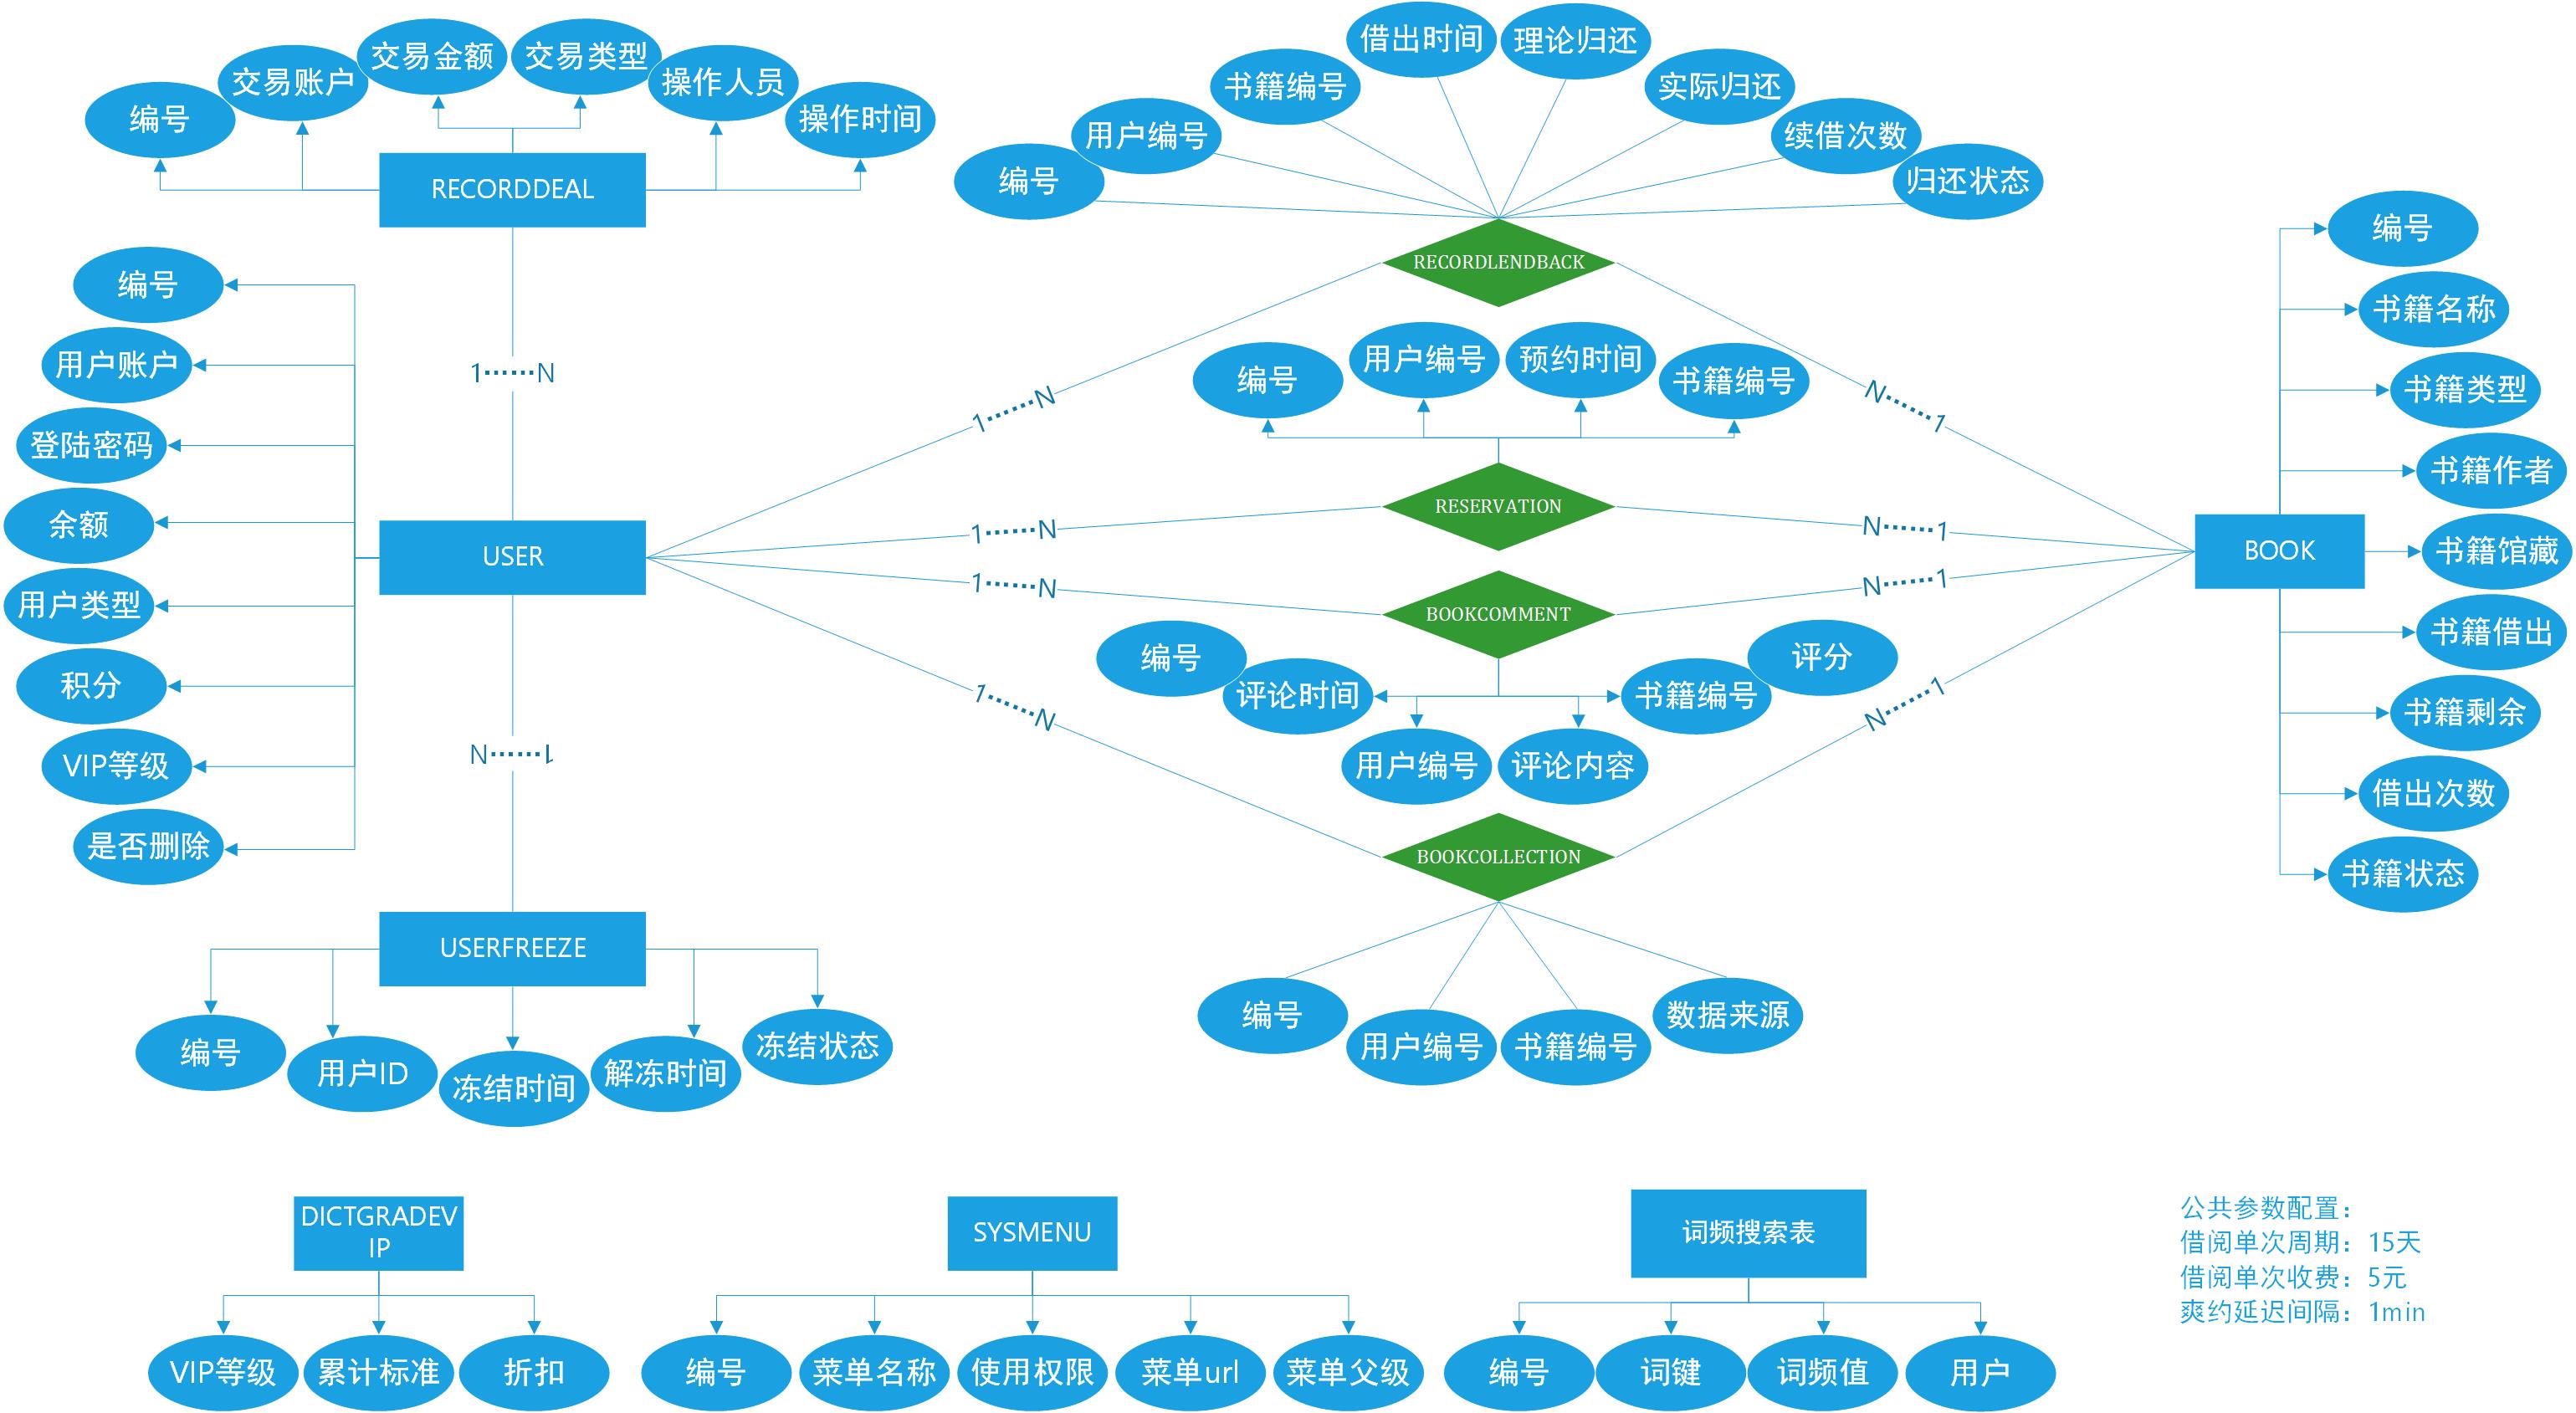 编号
交易账户
交易金额
交易类型
操作人员
操作时间
RECORDDEAL
编号
用户编号
书籍编号
借出时间
理论归还
实际归还
续借次数
归还状态
RECORDLENDBACK
编号
用户账户
登陆密码
余额
用户类型
积分
VIP等级
是否删除
1······N
USER
N······1
1······N
N······1
编号
用户编号
预约时间
书籍编号
RESERVATION
1······N
N······1
1······N
N······1
BOOKCOMMENT
编号
评论时间
用户编号
评论内容
书籍编号
评分
1······N
N······1
BOOKCOLLECTION
编号
用户编号
书籍编号
数据来源
BOOK
编号
书籍名称
书籍类型
书籍作者
书籍馆藏
书籍借出
书籍剩余
借出次数
书籍状态
USERFREEZE
编号
用户ID
冻结时间
解冻时间
冻结状态
DICTGRADEV
IP
VIP等级
累计标准
折扣
SYSMENU
编号
菜单名称
使用权限
菜单url
菜单父级
词频搜索表
编号
词键
词频值
用户
公共参数配置：
借阅单次周期：15天
借阅单次收费：5元
爽约延迟间隔：1min